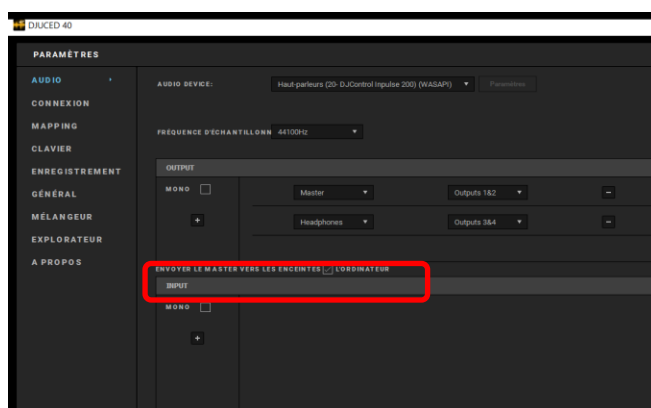 DJUCED 40
PARAMÈTRES
AUDIO
AUDIO DEVICE: Haut-parleurs (20- DJControl Inpulse 200) (WASAPI) Paramètres
CONNEXION
MAPPING
FRÉQUENCE D'ÉCHANTILLONN 44100Hz
CLAVIER
ENREGISTREMENT
OUTPUT
GÉNÉRAL
MONO Master Outputs 1&2 -
MÉLANGEUR
+ Headphones Outputs 3&4 -
EXPLORATEUR
A PROPOS
ENVOYER LE MASTER VERS LES ENCEINTES L'ORDINATEUR
INPUT
MONO
+